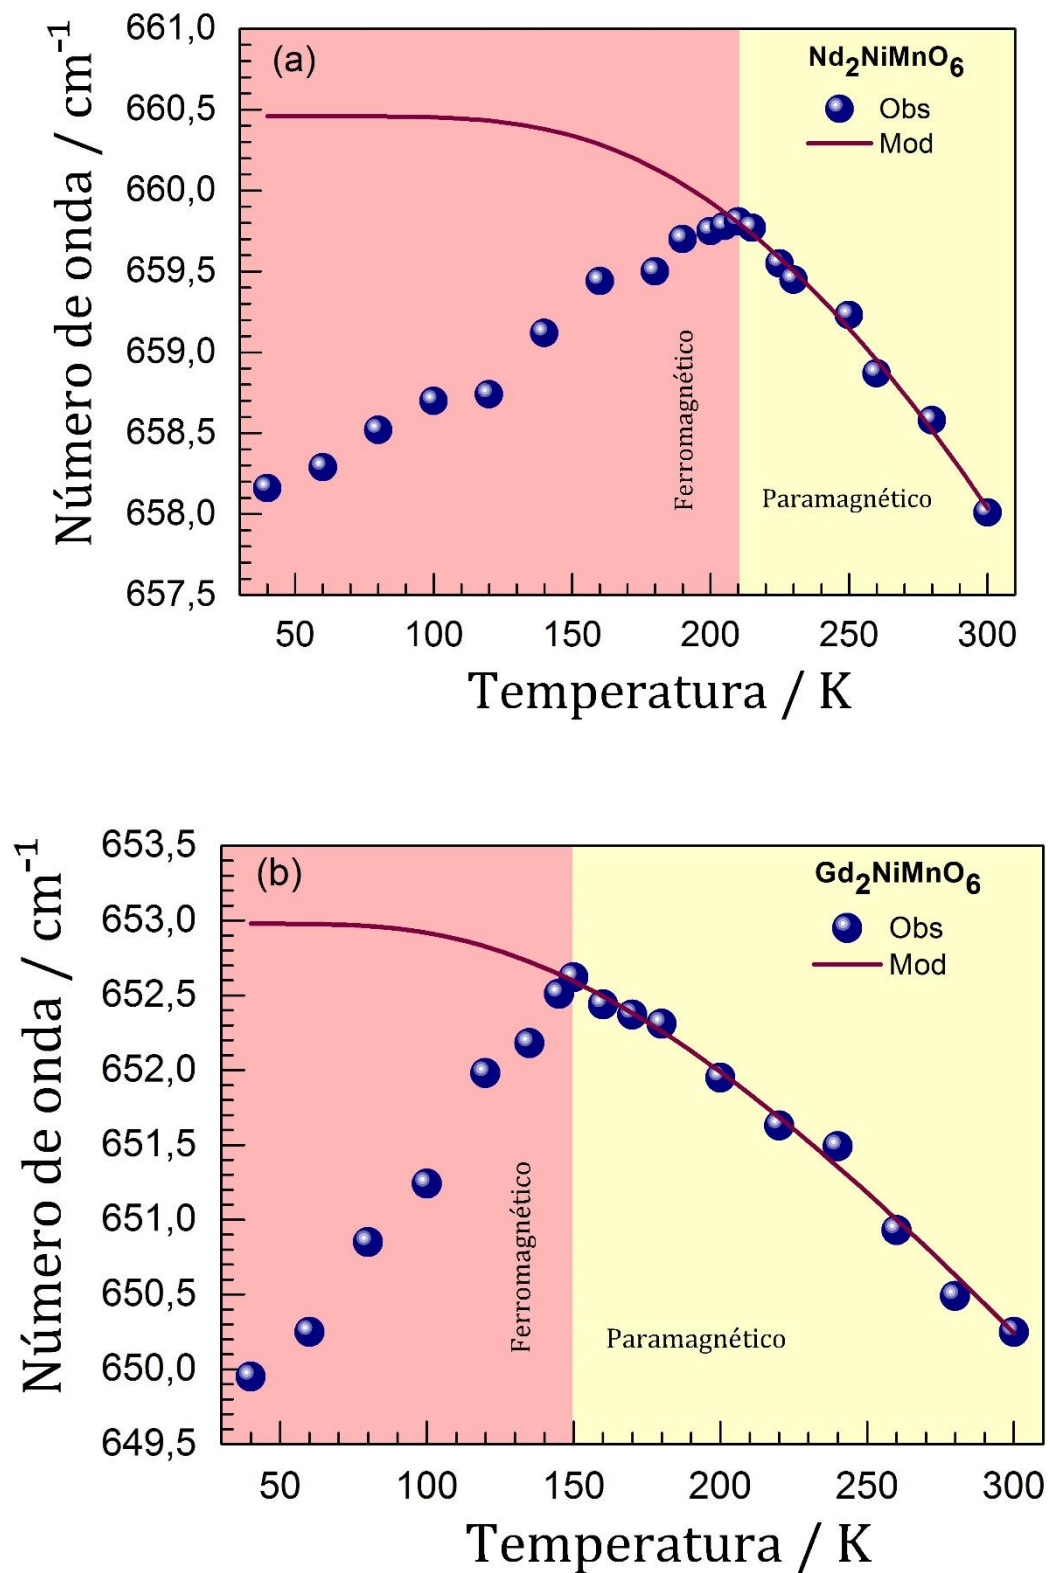 (a)
Nd₂NiMnO₆
Obs
Mod
661,0
660,5
660,0
659,5
659,0
658,5
658,0
657,5
Número de onda / cm⁻¹
Ferromagnético
Paramagnético
50 100 150 200 250 300
Temperatura / K
(b)
Gd₂NiMnO₆
Obs
Mod
653,5
653,0
652,5
652,0
651,5
651,0
650,5
650,0
649,5
Número de onda / cm⁻¹
Ferromagnético
Paramagnético
50 100 150 200 250 300
Temperatura / K